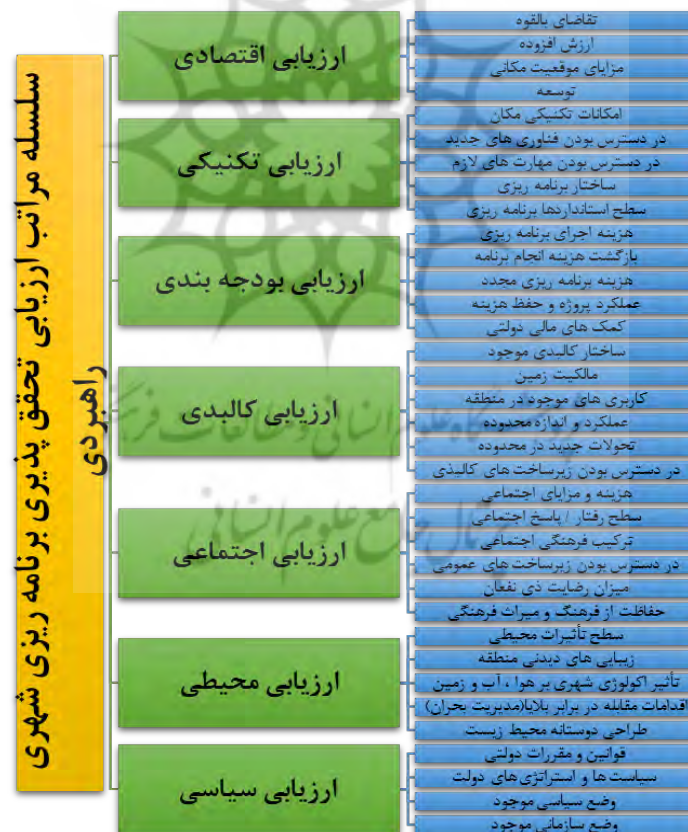 سلسله مراتب ارزیابی تحقق پذیری برنامه ریزی شهری
راهبردی
ارزیابی اقتصادی
تقاضای بالقوه
ارزش افزوده
مزایای موقعیت مکانی
توسعه
ارزیابی تکنیکی
امکانات تکنیکی مکان
در دسترس بودن فناوری های جدید
در دسترس بودن مهارت های لازم
ساختار برنامه ریزی
سطح استانداردها برنامه ریزی
ارزیابی بودجه بندی
هزینه اجرای برنامه ریزی
بازگشت هزینه انجام برنامه
هزینه برنامه ریزی مجدد
عملکرد پروژه و حفظ هزینه
کمک های مالی دولتی
ارزیابی کالبدی
ساختار کالبدی موجود
مالکیت زمین
کاربری های موجود در منطقه
عملکرد و اندازه محدوده
تحولات جدید در محدوده
در دسترس بودن زیرساخت های کالبدی
ارزیابی اجتماعی
هزینه و مزایای اجتماعی
سطح رفتار / پاسخ اجتماعی
ترکیب فرهنگی اجتماعی
در دسترس بودن زیرساخت های عمومی
میزان رضایت ذی نفعان
حفاظت از فرهنگ و میراث فرهنگی
ارزیابی محیطی
سطح تأثیرات محیطی
زیبایی های دیدنی منطقه
تأثیر اکولوژی شهری بر هوا ، آب و زمین
اقدامات مقابله در برابر بلایا(مدیریت بحران)
طراحی دوستانه محیط زیست
ارزیابی سیاسی
قوانین و مقررات دولتی
سیاست ها و استراتژی های دولت
وضع سیاسی موجود
وضع سازمانی موجود